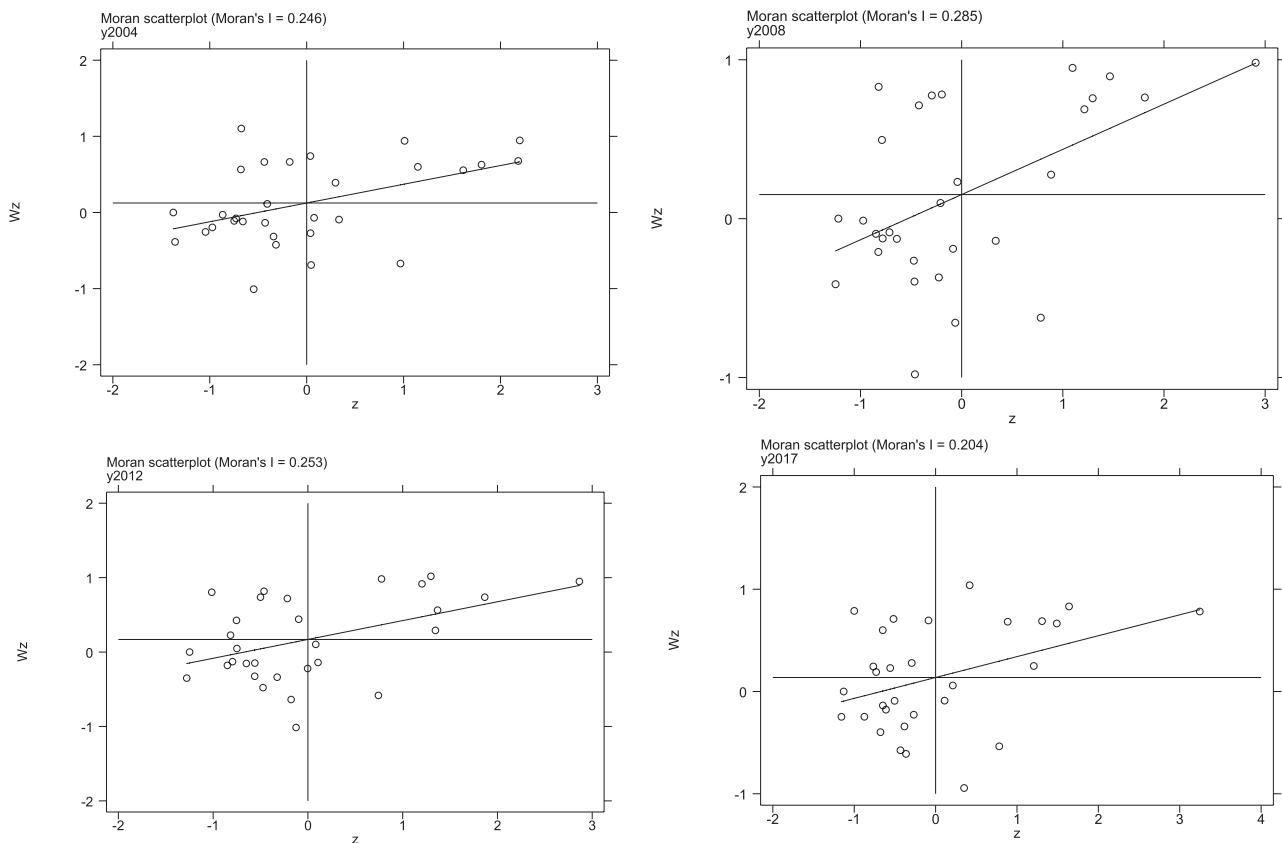 Moran scatterplot (Moran's I = 0.246)
y2004
2
1
0
-1
-2
Wz
-2 -1 0 1 2 3
z
Moran scatterplot (Moran's I = 0.285)
y2008
1
0
-1
Wz
-2 -1 0 1 2 3
z
Moran scatterplot (Moran's I = 0.253)
y2012
2
1
0
-1
-2
Wz
-2 -1 0 1 2 3
z
Moran scatterplot (Moran's I = 0.204)
y2017
2
1
0
-1
Wz
-2 -1 0 1 2 3 4
z